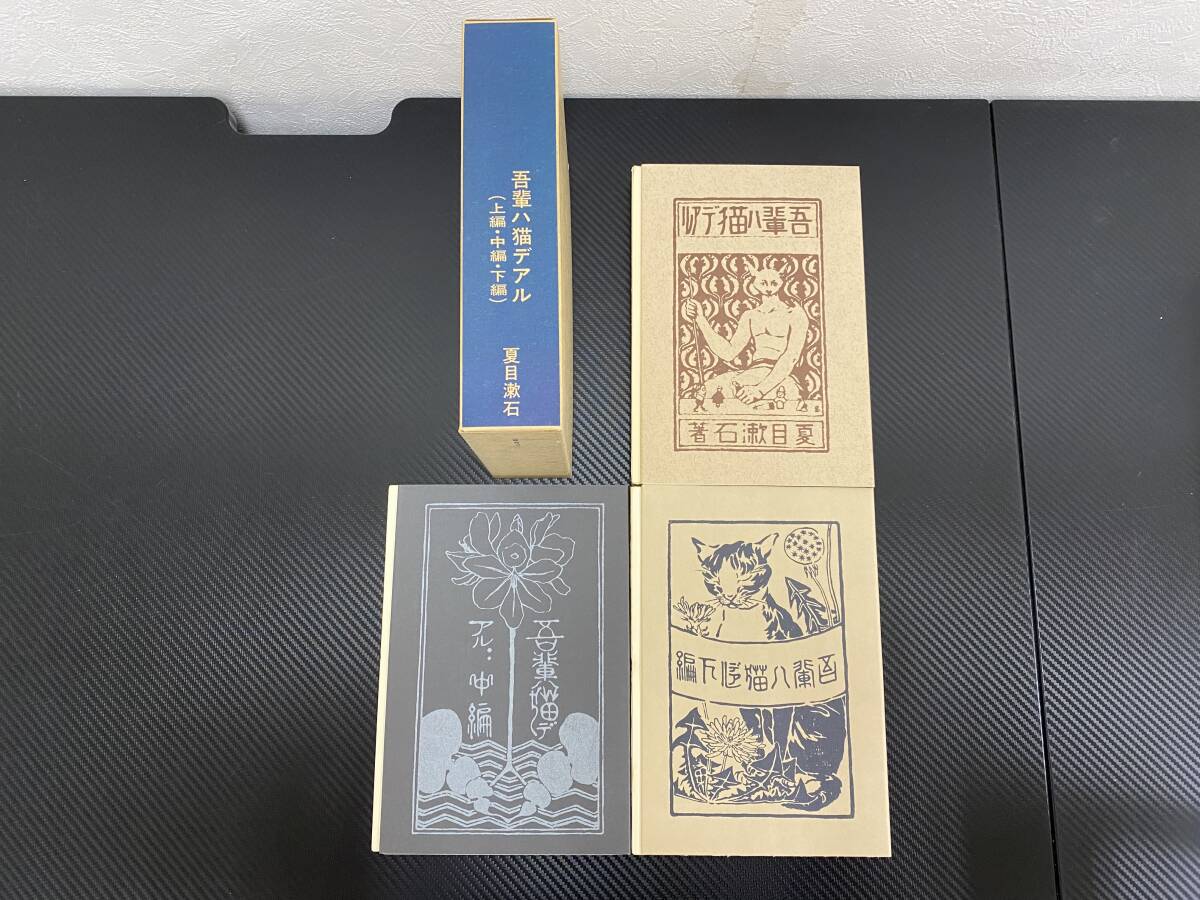 吾輩ハ猫デアル
(上編・中編・下編)
夏目漱石
吾輩ハ猫デアル
夏目漱石著
吾輩ハ猫デ
アル:中編
吾輩ハ猫デアル下編